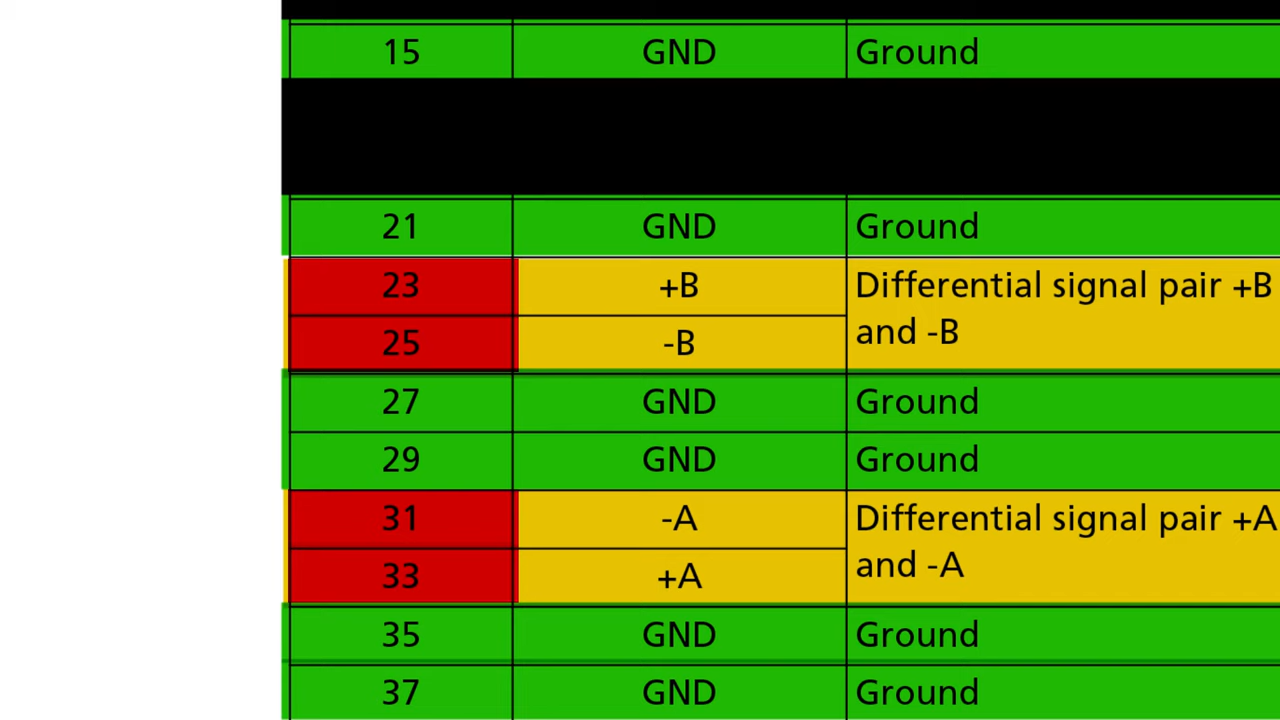 15 GND Ground
21 GND Ground
23 +B Differential signal pair +B
25 -B and -B
27 GND Ground
29 GND Ground
31 -A Differential signal pair +A
33 +A and -A
35 GND Ground
37 GND Ground